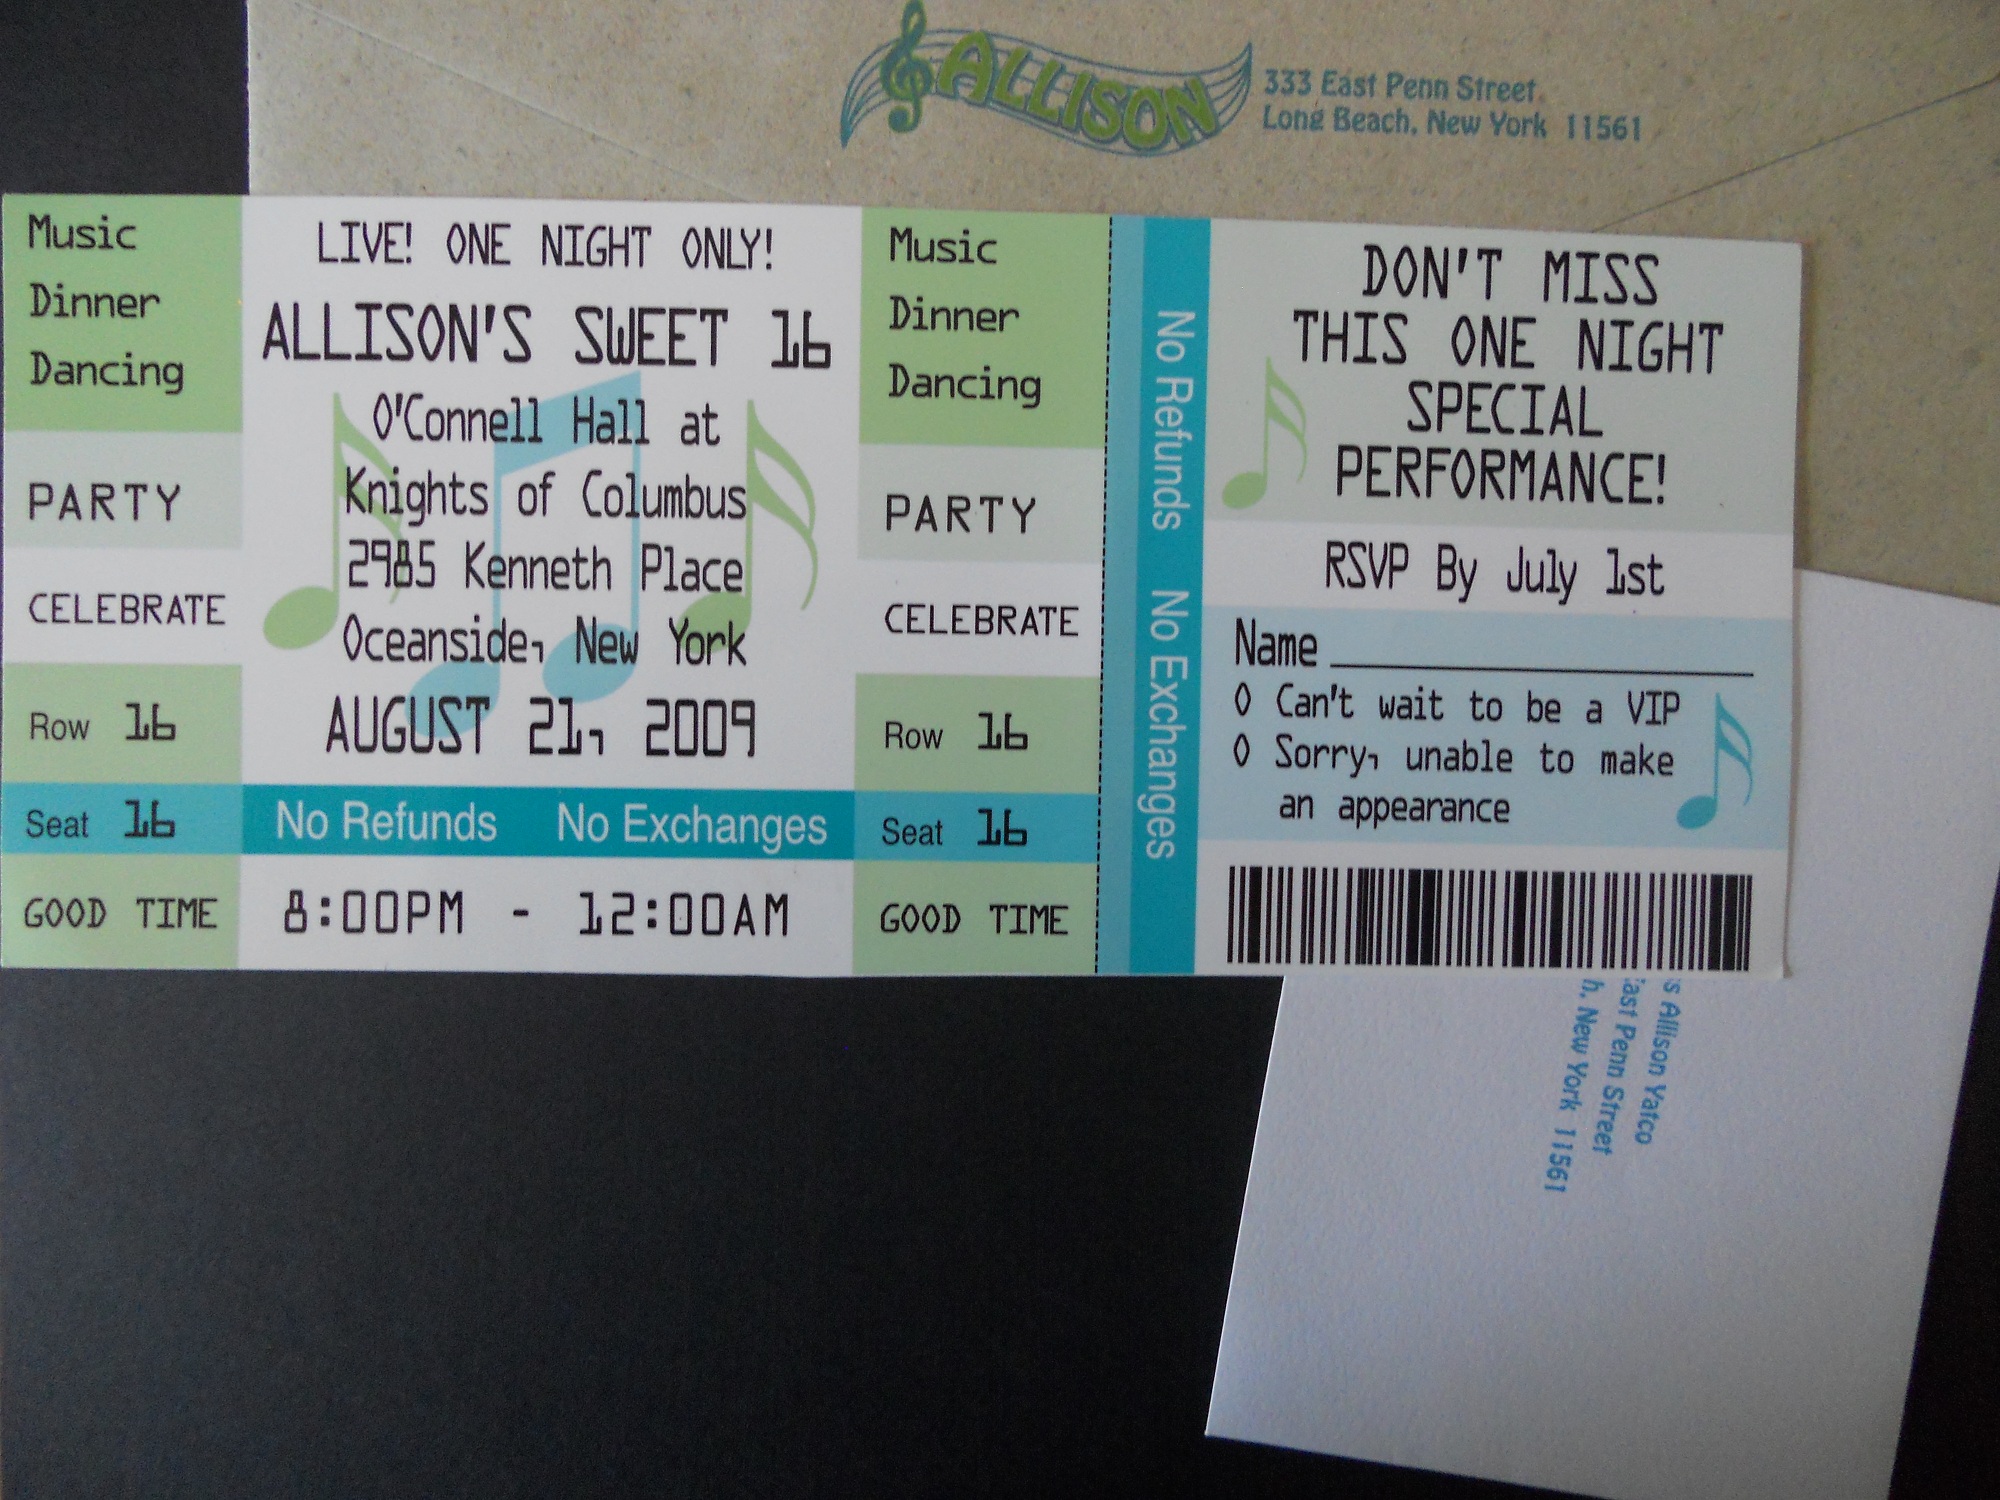 ALLISON
333 East Penn Street
Long Beach, New York 11561
Music
Dinner
Dancing
PARTY
CELEBRATE
Row 16
Seat 16
GOOD TIME
LIVE! ONE NIGHT ONLY!
ALLISON'S SWEET 16
O'Connell Hall at
Knights of Columbus
2985 Kenneth Place
Oceanside, New York
AUGUST 21, 2009
No Refunds No Exchanges
8:00PM - 12:00AM
Music
Dinner
Dancing
PARTY
CELEBRATE
Row 16
Seat 16
GOOD TIME
No Refunds No Exchanges
DON'T MISS
THIS ONE NIGHT
SPECIAL
PERFORMANCE!
RSVP By July 1st
Name
Can't wait to be a VIP
Sorry, unable to make
an appearance
Allison Yatco
East Penn Street
New York 11561